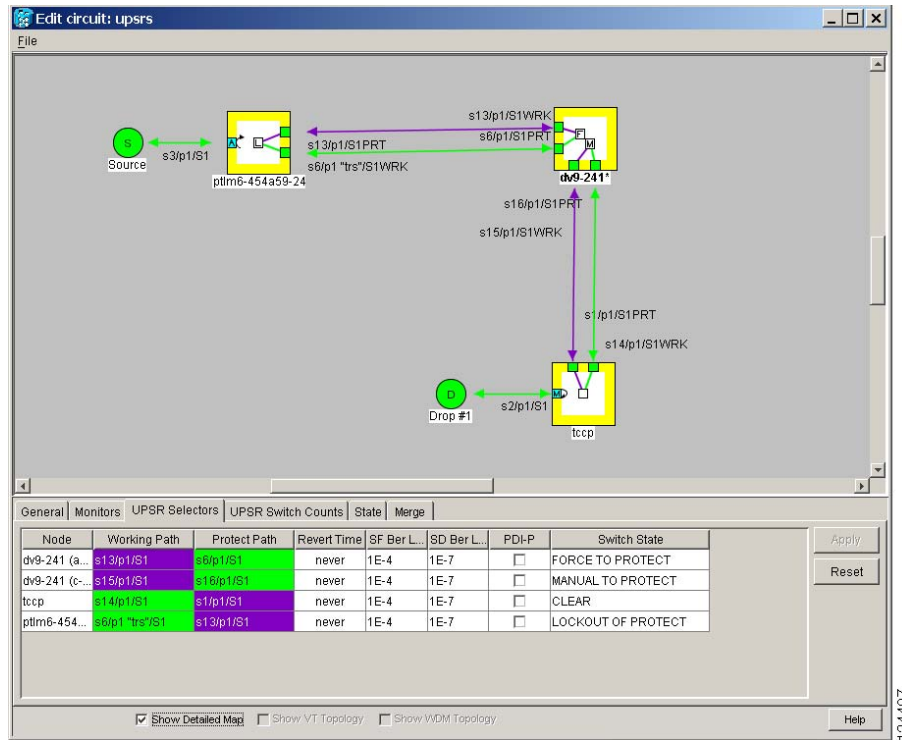 Edit circuit: upsrs
File
s13/p1/S1WRK
s6/p1/S1PRT
S
A
L
F
M
s3/p1/S1
s13/p1/S1PRT
s6/p1 "trs"/S1WRK
Source
ptlm6-454a59-24
dv9-241*
s16/p1/S1PRT
s15/p1/S1WRK
s1/p1/S1PRT
s14/p1/S1WRK
D
M
s2/p1/S1
Drop #1
tccp
General Monitors UPSR Selectors UPSR Switch Counts State Merge
Node Working Path Protect Path Revert Time SF Ber L... SD Ber L... PDI-P Switch State
dv9-241 (a... s13/p1/S1 s6/p1/S1 never 1E-4 1E-7 FORCE TO PROTECT
dv9-241 (c-... s15/p1/S1 s16/p1/S1 never 1E-4 1E-7 MANUAL TO PROTECT
tccp s14/p1/S1 s1/p1/S1 never 1E-4 1E-7 CLEAR
ptlm6-454... s6/p1 "trs"/S1 s13/p1/S1 never 1E-4 1E-7 LOCKOUT OF PROTECT
Apply
Reset
Show Detailed Map Show VT Topology Show WDM Topology Help